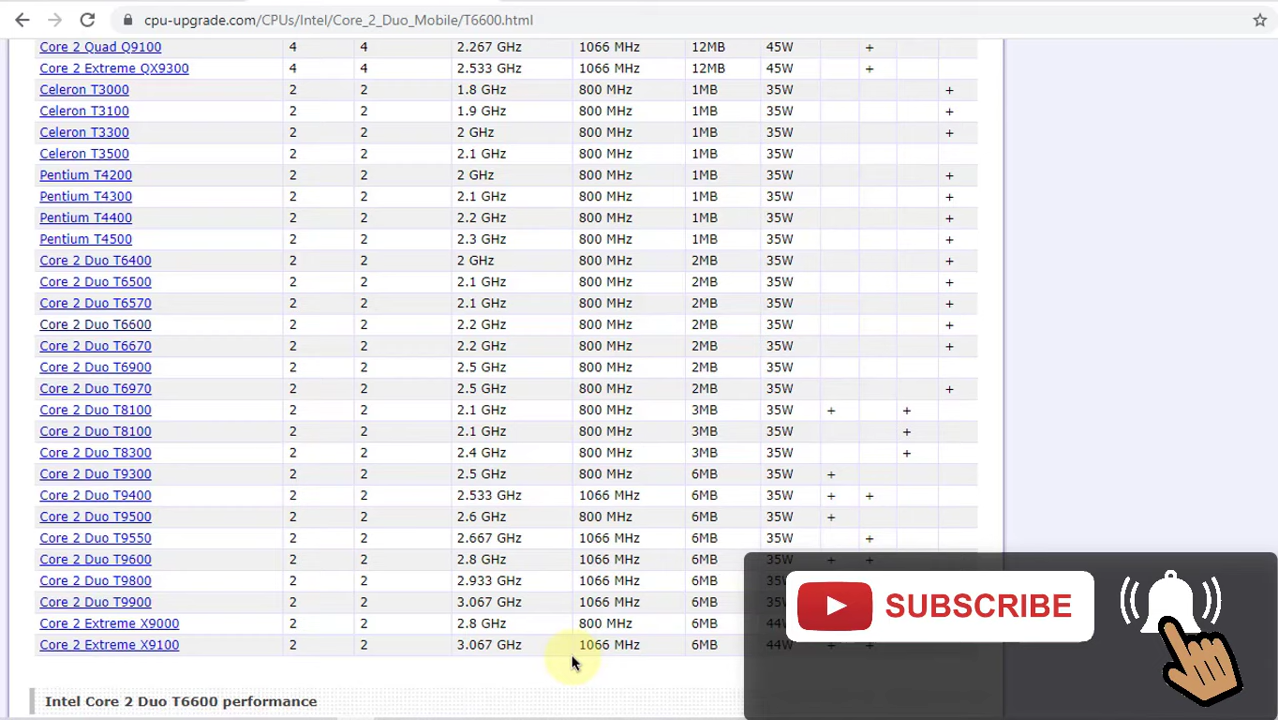 cpu-upgrade.com/CPUs/Intel/Core_2_Duo_Mobile/T6600.html
Core 2 Quad Q9100 4 4 2.267 GHz 1066 MHz 12MB 45W +
Core 2 Extreme QX9300 4 4 2.533 GHz 1066 MHz 12MB 45W +
Celeron T3000 2 2 1.8 GHz 800 MHz 1MB 35W +
Celeron T3100 2 2 1.9 GHz 800 MHz 1MB 35W +
Celeron T3300 2 2 2 GHz 800 MHz 1MB 35W +
Celeron T3500 2 2 2.1 GHz 800 MHz 1MB 35W
Pentium T4200 2 2 2 GHz 800 MHz 1MB 35W +
Pentium T4300 2 2 2.1 GHz 800 MHz 1MB 35W +
Pentium T4400 2 2 2.2 GHz 800 MHz 1MB 35W +
Pentium T4500 2 2 2.3 GHz 800 MHz 1MB 35W +
Core 2 Duo T6400 2 2 2 GHz 800 MHz 2MB 35W +
Core 2 Duo T6500 2 2 2.1 GHz 800 MHz 2MB 35W +
Core 2 Duo T6570 2 2 2.1 GHz 800 MHz 2MB 35W +
Core 2 Duo T6600 2 2 2.2 GHz 800 MHz 2MB 35W +
Core 2 Duo T6670 2 2 2.2 GHz 800 MHz 2MB 35W +
Core 2 Duo T6900 2 2 2.5 GHz 800 MHz 2MB 35W
Core 2 Duo T6970 2 2 2.5 GHz 800 MHz 2MB 35W +
Core 2 Duo T8100 2 2 2.1 GHz 800 MHz 3MB 35W + +
Core 2 Duo T8100 2 2 2.1 GHz 800 MHz 3MB 35W +
Core 2 Duo T8300 2 2 2.4 GHz 800 MHz 3MB 35W +
Core 2 Duo T9300 2 2 2.5 GHz 800 MHz 6MB 35W +
Core 2 Duo T9400 2 2 2.533 GHz 1066 MHz 6MB 35W + +
Core 2 Duo T9500 2 2 2.6 GHz 800 MHz 6MB 35W +
Core 2 Duo T9550 2 2 2.667 GHz 1066 MHz 6MB 35W +
Core 2 Duo T9600 2 2 2.8 GHz 1066 MHz 6MB 35W + +
Core 2 Duo T9800 2 2 2.933 GHz 1066 MHz 6MB 35W
Core 2 Duo T9900 2 2 3.067 GHz 1066 MHz 6MB 35W
Core 2 Extreme X9000 2 2 2.8 GHz 800 MHz 6MB 44W
Core 2 Extreme X9100 2 2 3.067 GHz 1066 MHz 6MB 44W + +
SUBSCRIBE
Intel Core 2 Duo T6600 performance